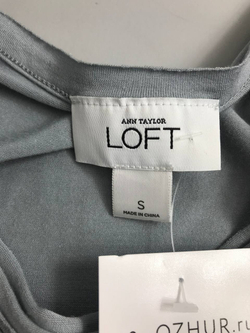 ANN TAYLOR
LOFT
S
MADE IN CHINA
OZHUR.ru